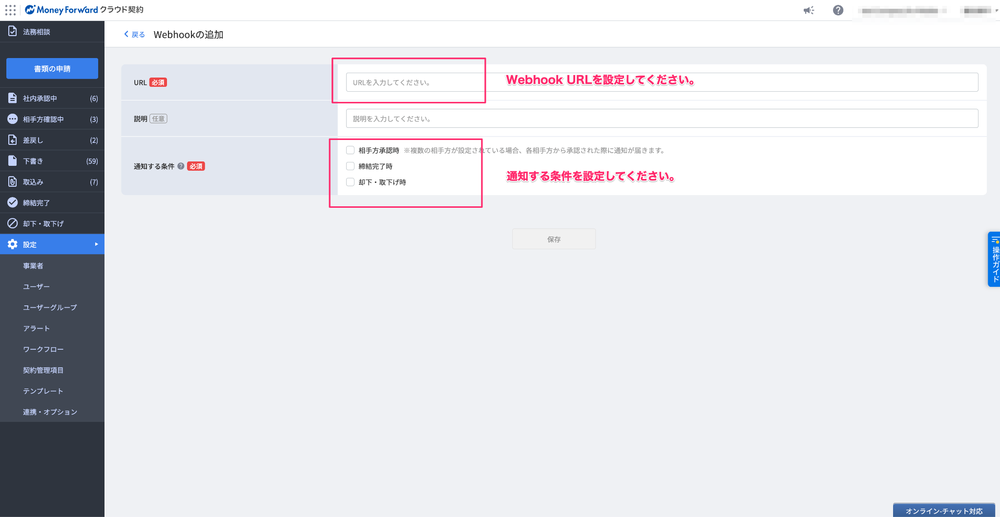 Money Forward クラウド契約
法務相談
戻る Webhookの追加
書類の申請
URL 必須
URLを入力してください。
Webhook URLを設定してください。
社内承認中 (6)
説明 任意
説明を入力してください。
相手方確認中 (3)
差戻し (2)
通知する条件 ? 必須
相手方承認時 ※複数の相手方が設定されている場合、各相手方から承認された際に通知が届きます。
締結完了時
却下・取下げ時
通知する条件を設定してください。
下書き (59)
取込み (7)
締結完了
却下・取下げ
設定
保存
事業者
ユーザー
ユーザーグループ
アラート
ワークフロー
契約管理項目
テンプレート
連携・オプション
操作ガイド
オンライン-チャット対応